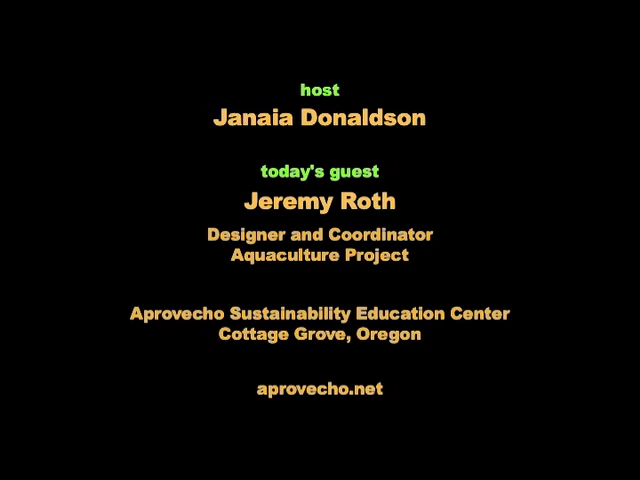 host
Janaia Donaldson
today's guest
Jeremy Roth
Designer and Coordinator
Aquaculture Project
Aprovecho Sustainability Education Center
Cottage Grove, Oregon
aprovecho.net